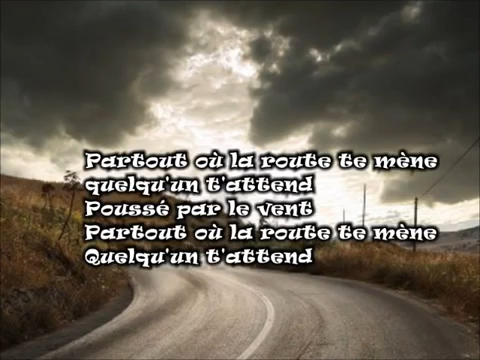 Partout où la route te mène
quelqu'un t'attend
Poussé par le vent
Partout où la route te mène
Quelqu'un t'attend